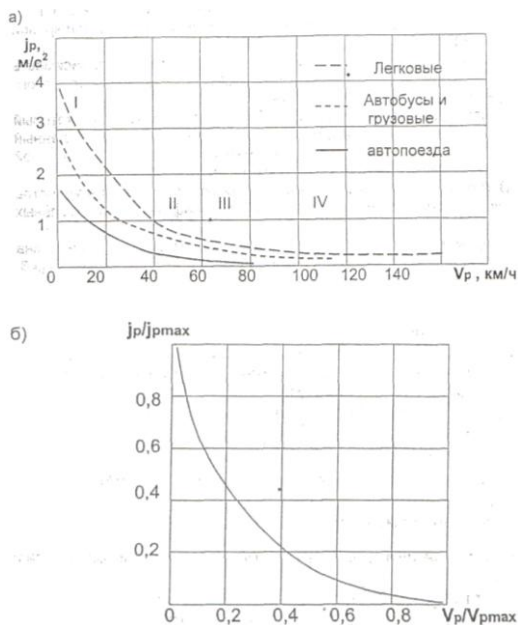 а)
jр,
м/с²
4
3
2
1
I
II
III
IV
Легковые
Автобусы и
грузовые
автопоезда
0 20 40 60 80 100 120 140 Vр , км/ч
б)
jр/jрmax
0,8
0,6
0,4
0,2
0 0,2 0,4 0,6 0,8 Vр/Vрmax